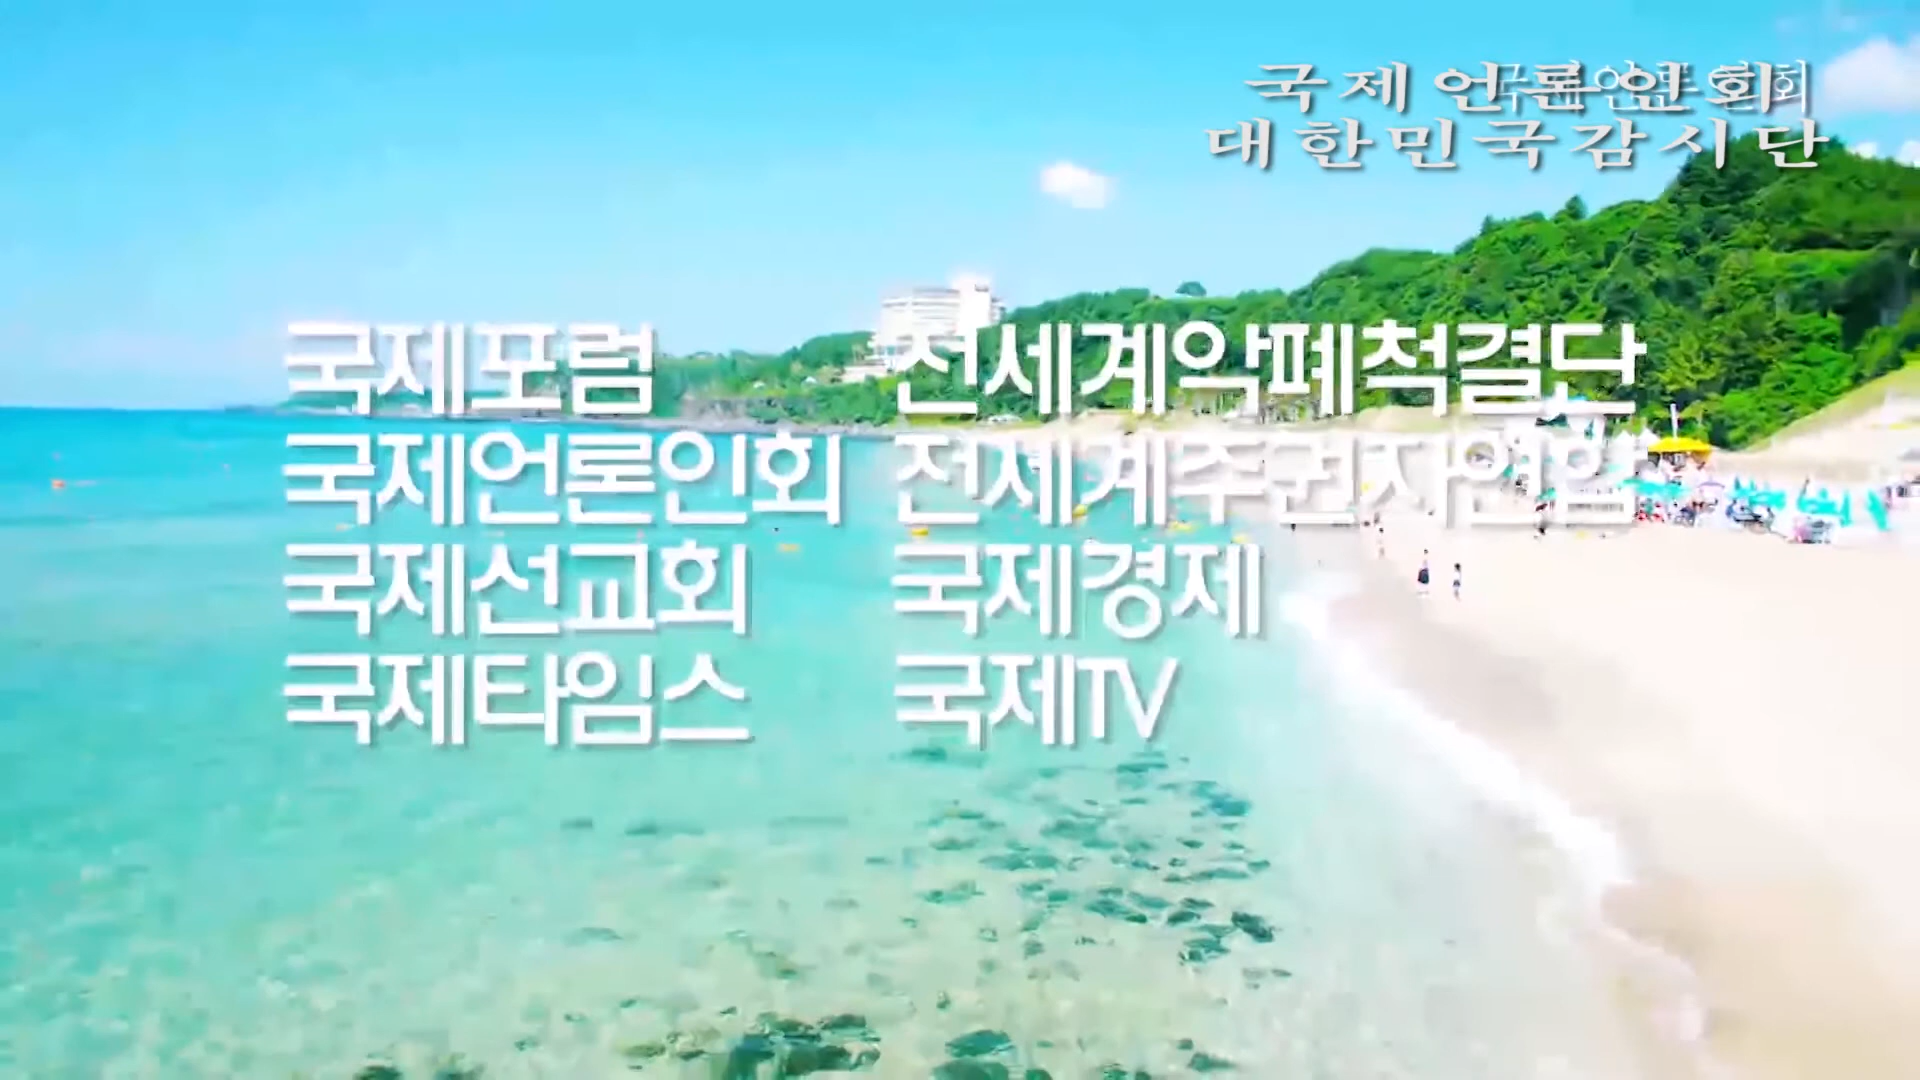 국제언론인회
대한민국감시단
국제포럼 전세계악폐척결단
국제언론인회 전세계주권자연합
국제선교회 국제경제
국제타임스 국제TV